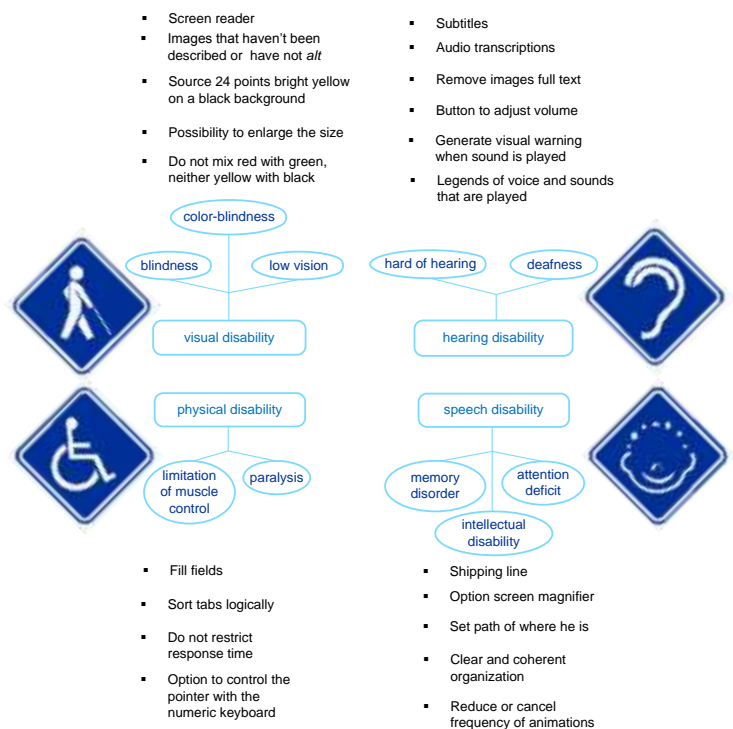 ▪ Screen reader
▪ Images that haven't been
described or have not alt
▪ Source 24 points bright yellow
on a black background
▪ Possibility to enlarge the size
▪ Do not mix red with green,
neither yellow with black
▪ Subtitles
▪ Audio transcriptions
▪ Remove images full text
▪ Button to adjust volume
▪ Generate visual warning
when sound is played
▪ Legends of voice and sounds
that are played
color-blindness
blindness
low vision
visual disability
hard of hearing
deafness
hearing disability
physical disability
limitation
of muscle
control
paralysis
speech disability
memory
disorder
attention
deficit
intellectual
disability
▪ Fill fields
▪ Sort tabs logically
▪ Do not restrict
response time
▪ Option to control the
pointer with the
numeric keyboard
▪ Shipping line
▪ Option screen magnifier
▪ Set path of where he is
▪ Clear and coherent
organization
▪ Reduce or cancel
frequency of animations